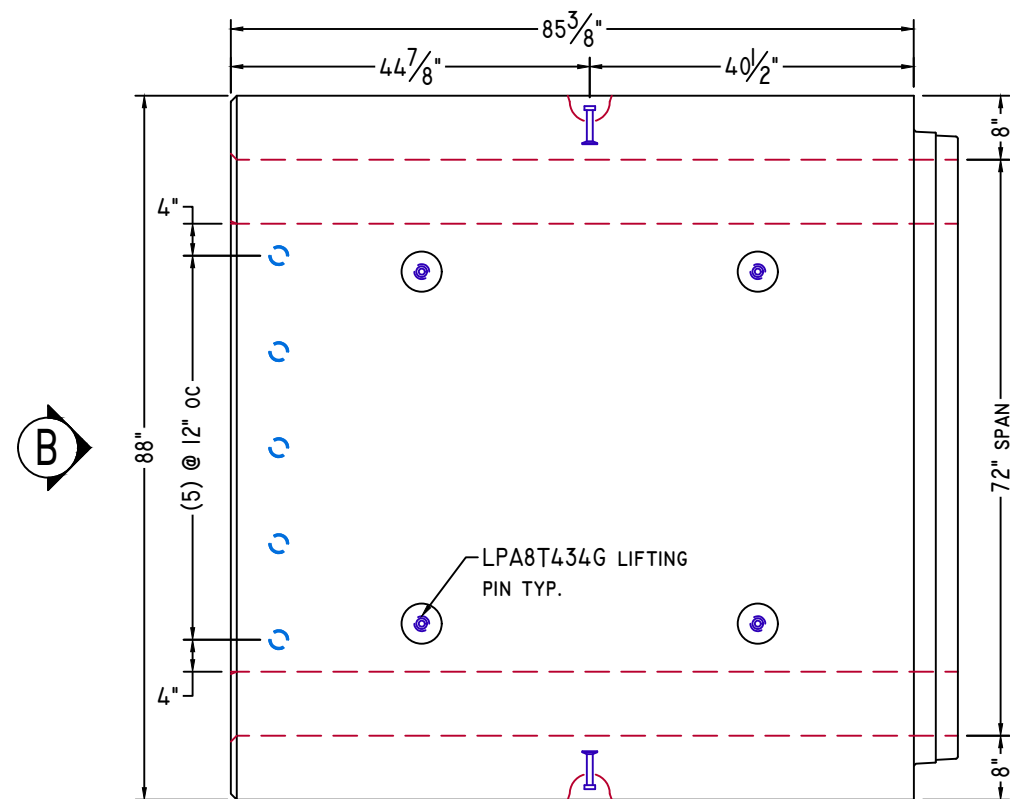 85 3/8"
44 7/8"
40 1/2"
8"
4"
88"
(5) @ 12" OC
B
72" SPAN
LPA8T434G LIFTING
PIN TYP.
4"
8"